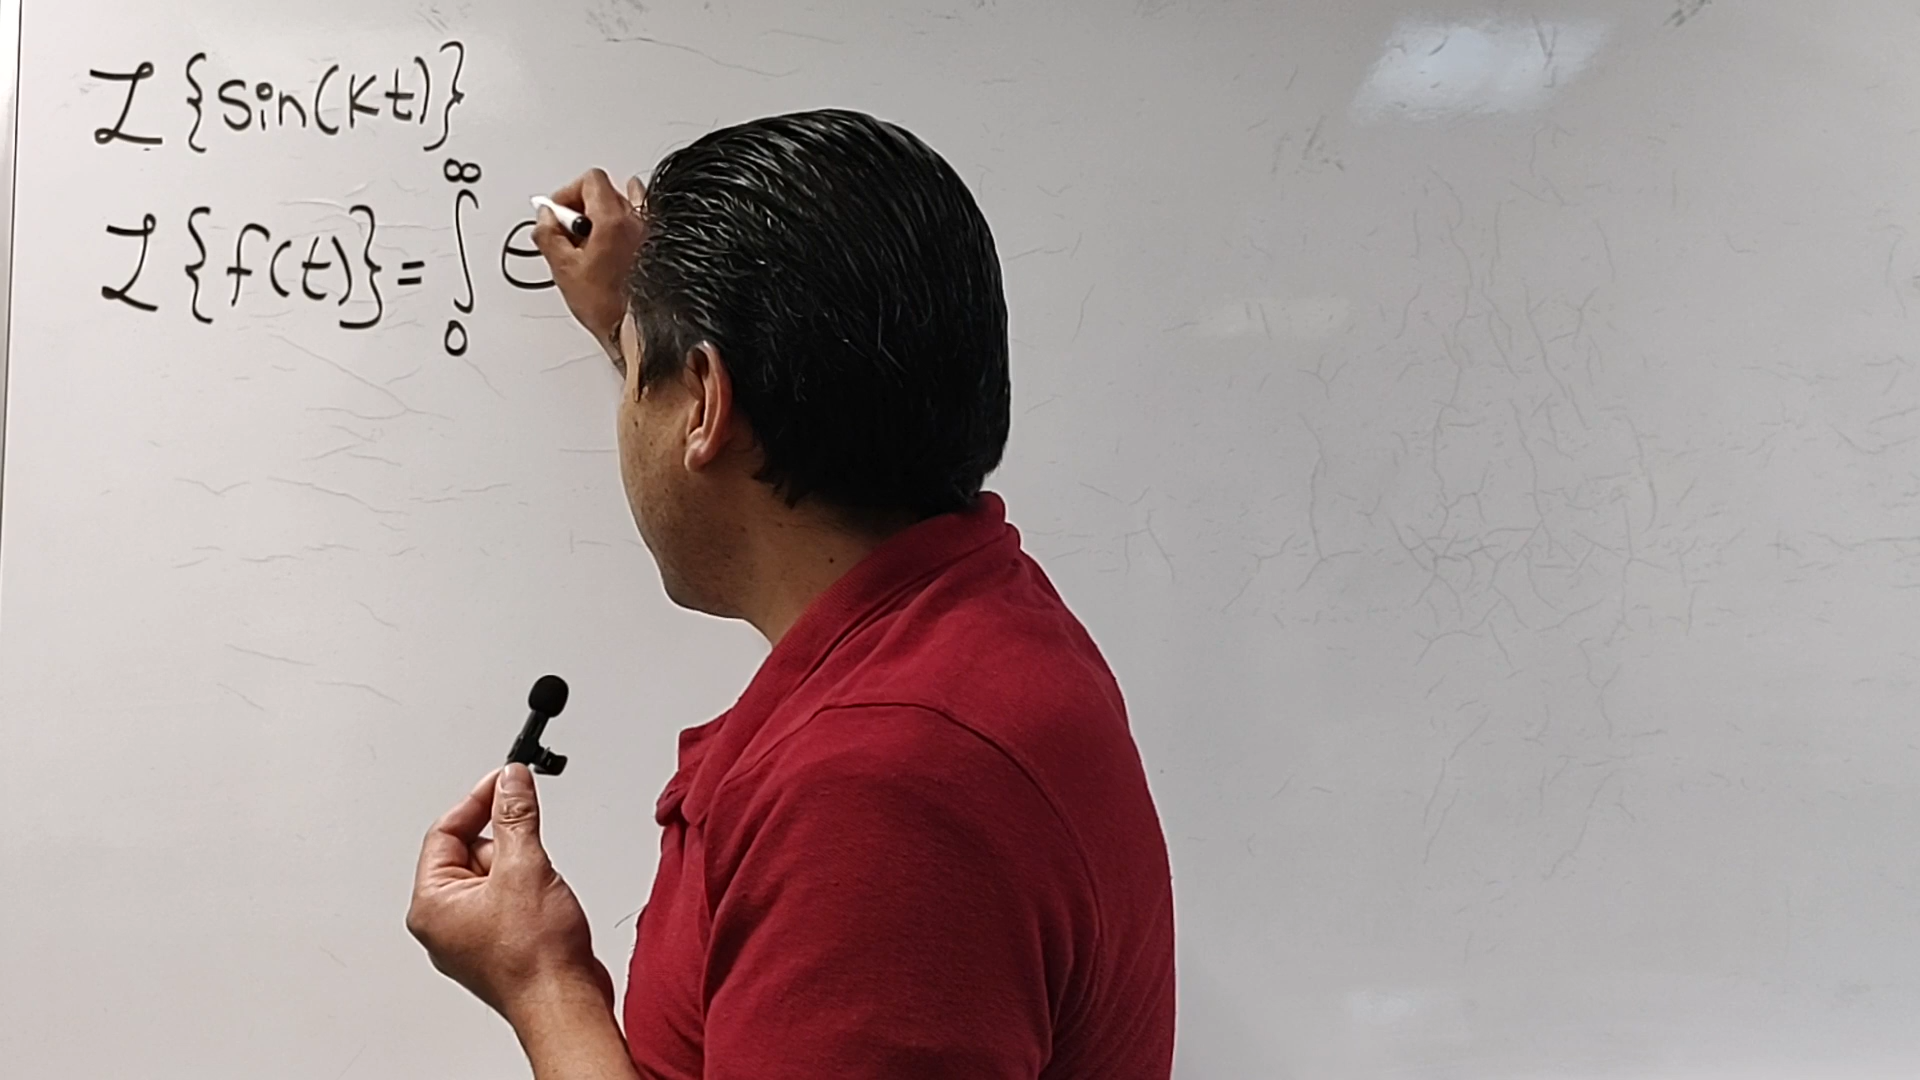 ℒ{sin(kt)}
ℒ{f(t)} = ∫₀^∞ e